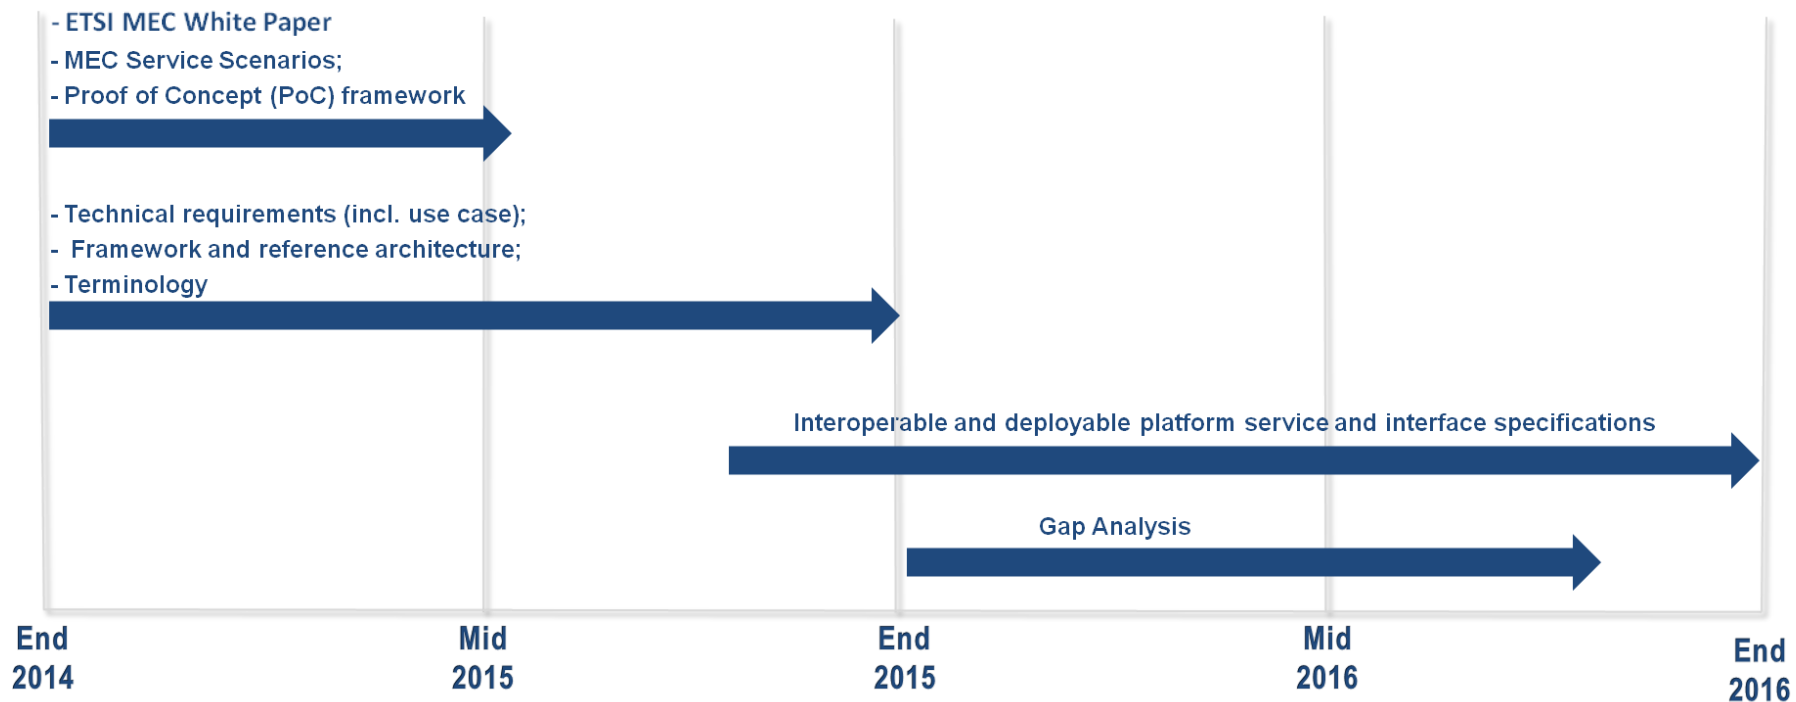 - ETSI MEC White Paper
- MEC Service Scenarios;
- Proof of Concept (PoC) framework
- Technical requirements (incl. use case);
- Framework and reference architecture;
- Terminology
Interoperable and deployable platform service and interface specifications
Gap Analysis
End
2014
Mid
2015
End
2015
Mid
2016
End
2016